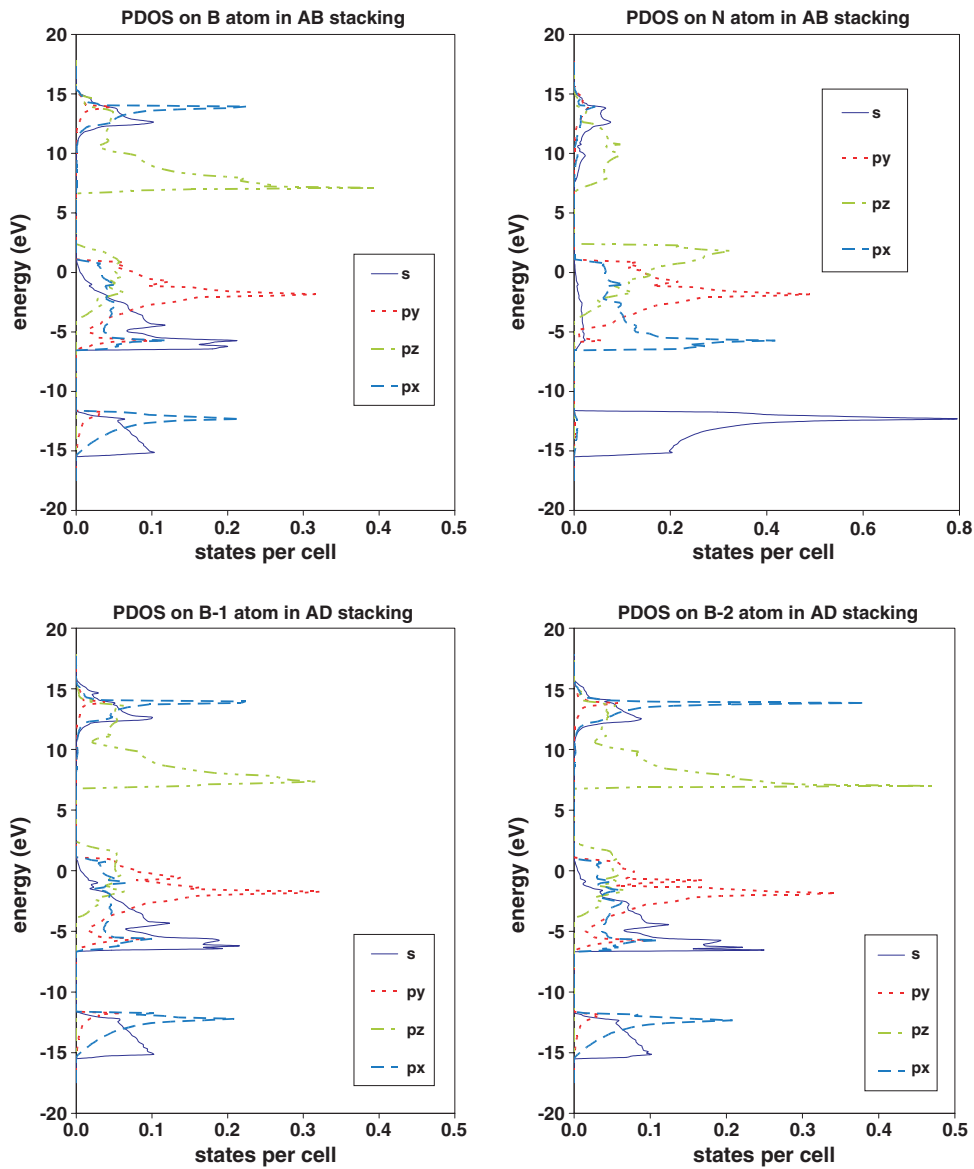 PDOS on B atom in AB stacking
20
15
10
5
0
-5
-10
-15
-20
energy (eV)
0.0 0.1 0.2 0.3 0.4 0.5
states per cell
s
py
pz
px
PDOS on N atom in AB stacking
20
15
10
5
0
-5
-10
-15
-20
energy (eV)
0.0 0.2 0.4 0.6 0.8
states per cell
s
py
pz
px
PDOS on B-1 atom in AD stacking
20
15
10
5
0
-5
-10
-15
-20
energy (eV)
0.0 0.1 0.2 0.3 0.4 0.5
states per cell
s
py
pz
px
PDOS on B-2 atom in AD stacking
20
15
10
5
0
-5
-10
-15
-20
energy (eV)
0.0 0.1 0.2 0.3 0.4 0.5
states per cell
s
py
pz
px